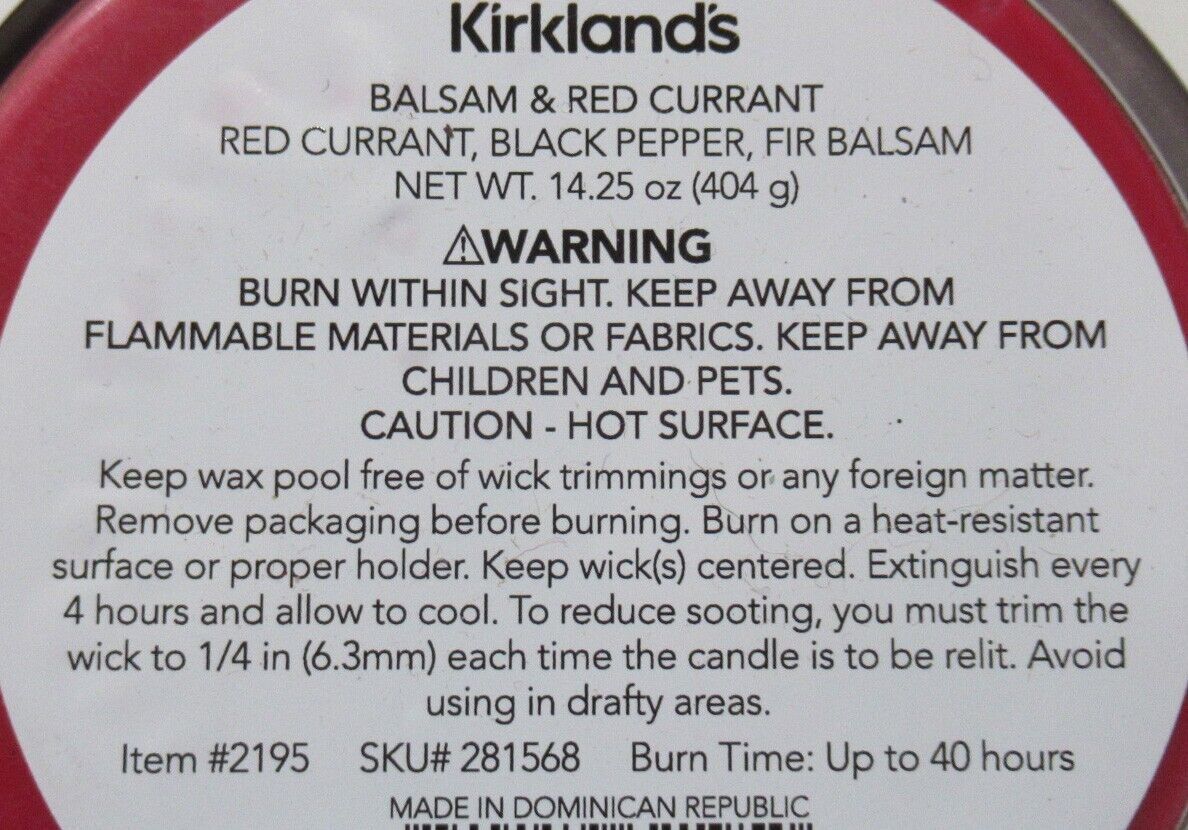 Kirkland's
BALSAM & RED CURRANT
RED CURRANT, BLACK PEPPER, FIR BALSAM
NET WT. 14.25 oz (404 g)
⚠WARNING
BURN WITHIN SIGHT. KEEP AWAY FROM
FLAMMABLE MATERIALS OR FABRICS. KEEP AWAY FROM
CHILDREN AND PETS.
CAUTION - HOT SURFACE.
Keep wax pool free of wick trimmings or any foreign matter.
Remove packaging before burning. Burn on a heat-resistant
surface or proper holder. Keep wick(s) centered. Extinguish every
4 hours and allow to cool. To reduce sooting, you must trim the
wick to 1/4 in (6.3mm) each time the candle is to be relit. Avoid
using in drafty areas.
Item #2195 SKU# 281568 Burn Time: Up to 40 hours
MADE IN DOMINICAN REPUBLIC